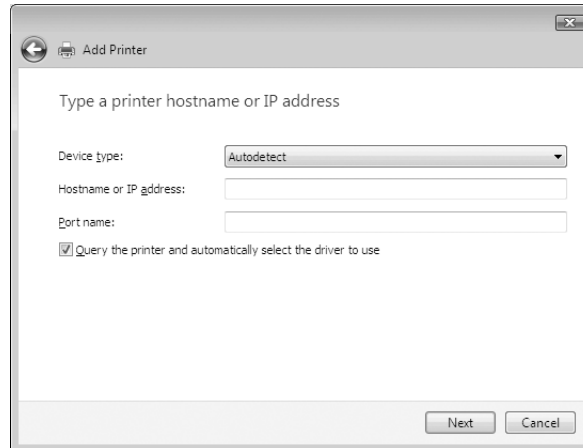 Add Printer
Type a printer hostname or IP address
Device type: Autodetect
Hostname or IP address:
Port name:
Query the printer and automatically select the driver to use
Next Cancel